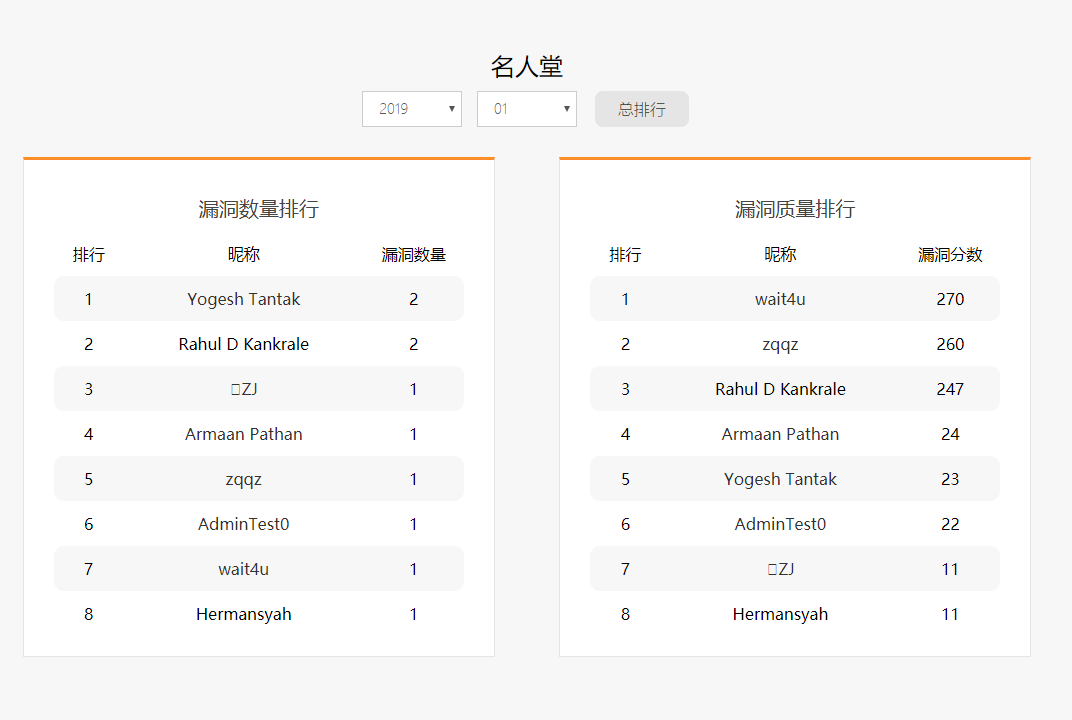 名人堂
2019 01 总排行
漏洞数量排行
排行 昵称 漏洞数量
1 Yogesh Tantak 2
2 Rahul D Kankrale 2
3 ZJ 1
4 Armaan Pathan 1
5 zqqz 1
6 AdminTest0 1
7 wait4u 1
8 Hermansyah 1
漏洞质量排行
排行 昵称 漏洞分数
1 wait4u 270
2 zqqz 260
3 Rahul D Kankrale 247
4 Armaan Pathan 24
5 Yogesh Tantak 23
6 AdminTest0 22
7 ZJ 11
8 Hermansyah 11